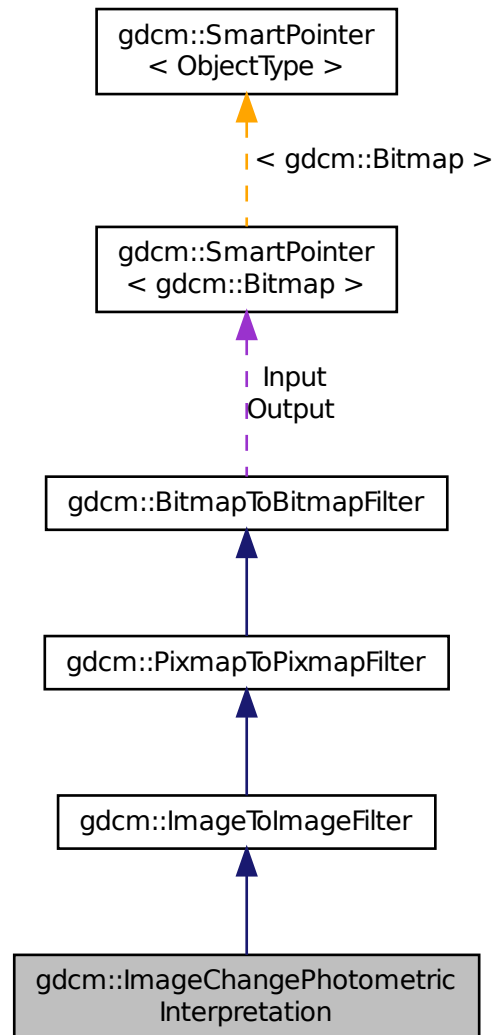 gdcm::SmartPointer
< ObjectType >
< gdcm::Bitmap >
gdcm::SmartPointer
< gdcm::Bitmap >
Input
Output
gdcm::BitmapToBitmapFilter
gdcm::PixmapToPixmapFilter
gdcm::ImageToImageFilter
gdcm::ImageChangePhotometric
Interpretation